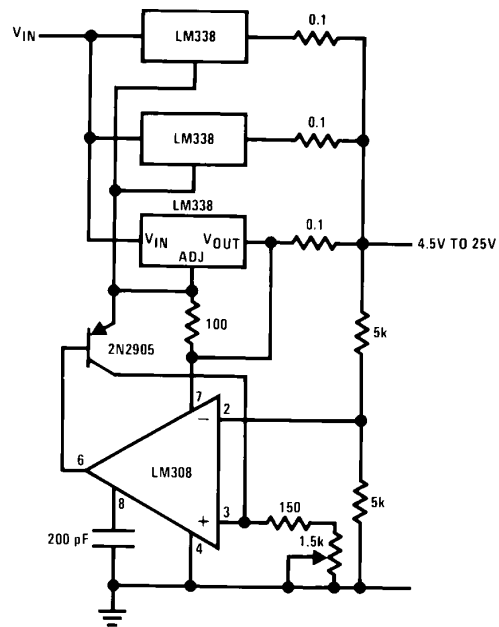 0.1
VIN
LM338
0.1
LM338
LM338
0.1
VIN
VOUT
ADJ
4.5V TO 25V
100
5k
2N2905
7
2
−
6
LM308
5k
8
+
3
150
200 pF
4
1.5k